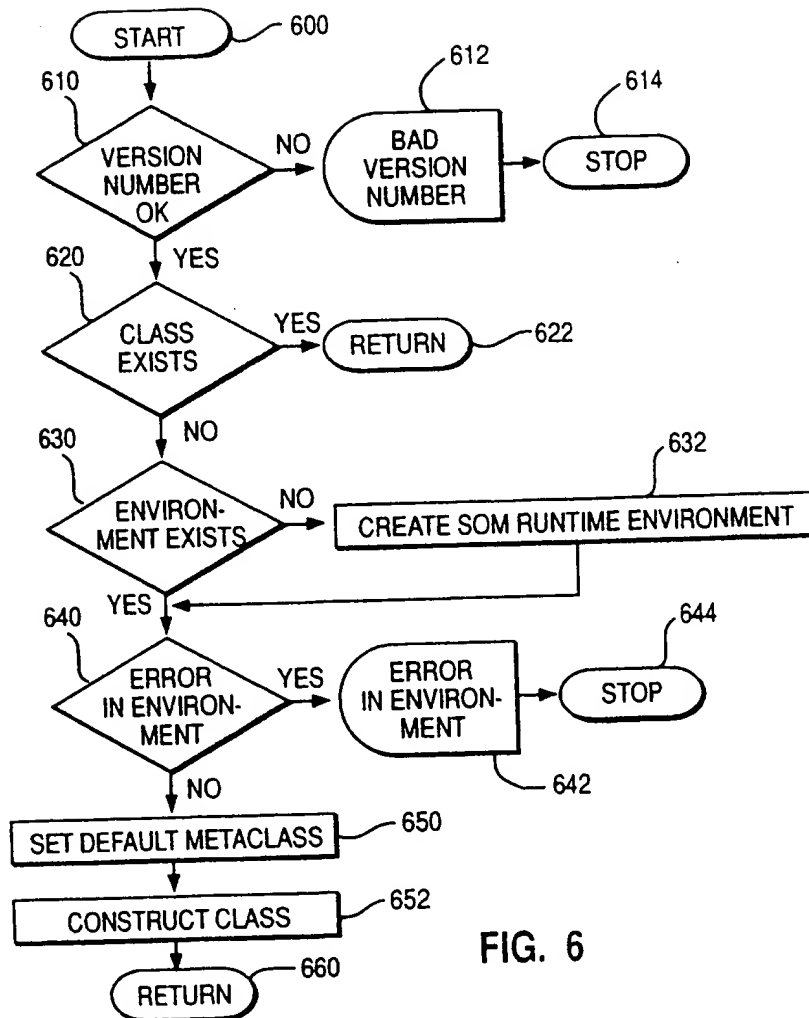 START
600
610
VERSION
NUMBER
OK
NO
612
BAD
VERSION
NUMBER
614
STOP
YES
620
CLASS
EXISTS
YES
RETURN
622
NO
630
ENVIRON-
MENT EXISTS
NO
632
CREATE SOM RUNTIME ENVIRONMENT
YES
640
ERROR
IN ENVIRON-
MENT
YES
ERROR
IN ENVIRON-
MENT
642
644
STOP
NO
SET DEFAULT METACLASS
650
CONSTRUCT CLASS
652
RETURN
660
FIG. 6